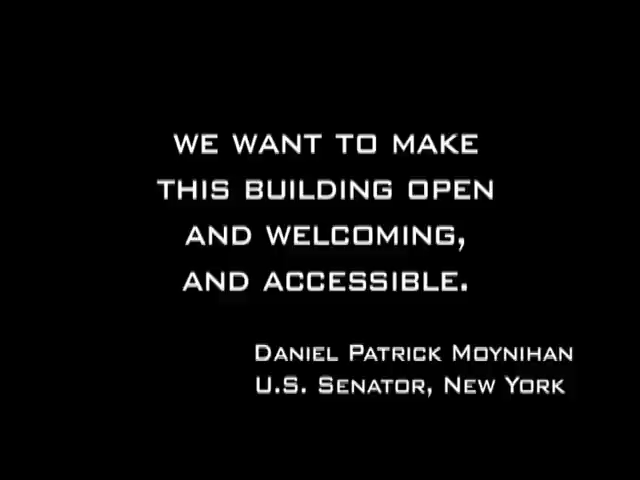 WE WANT TO MAKE
THIS BUILDING OPEN
AND WELCOMING,
AND ACCESSIBLE.
DANIEL PATRICK MOYNIHAN
U.S. SENATOR, NEW YORK